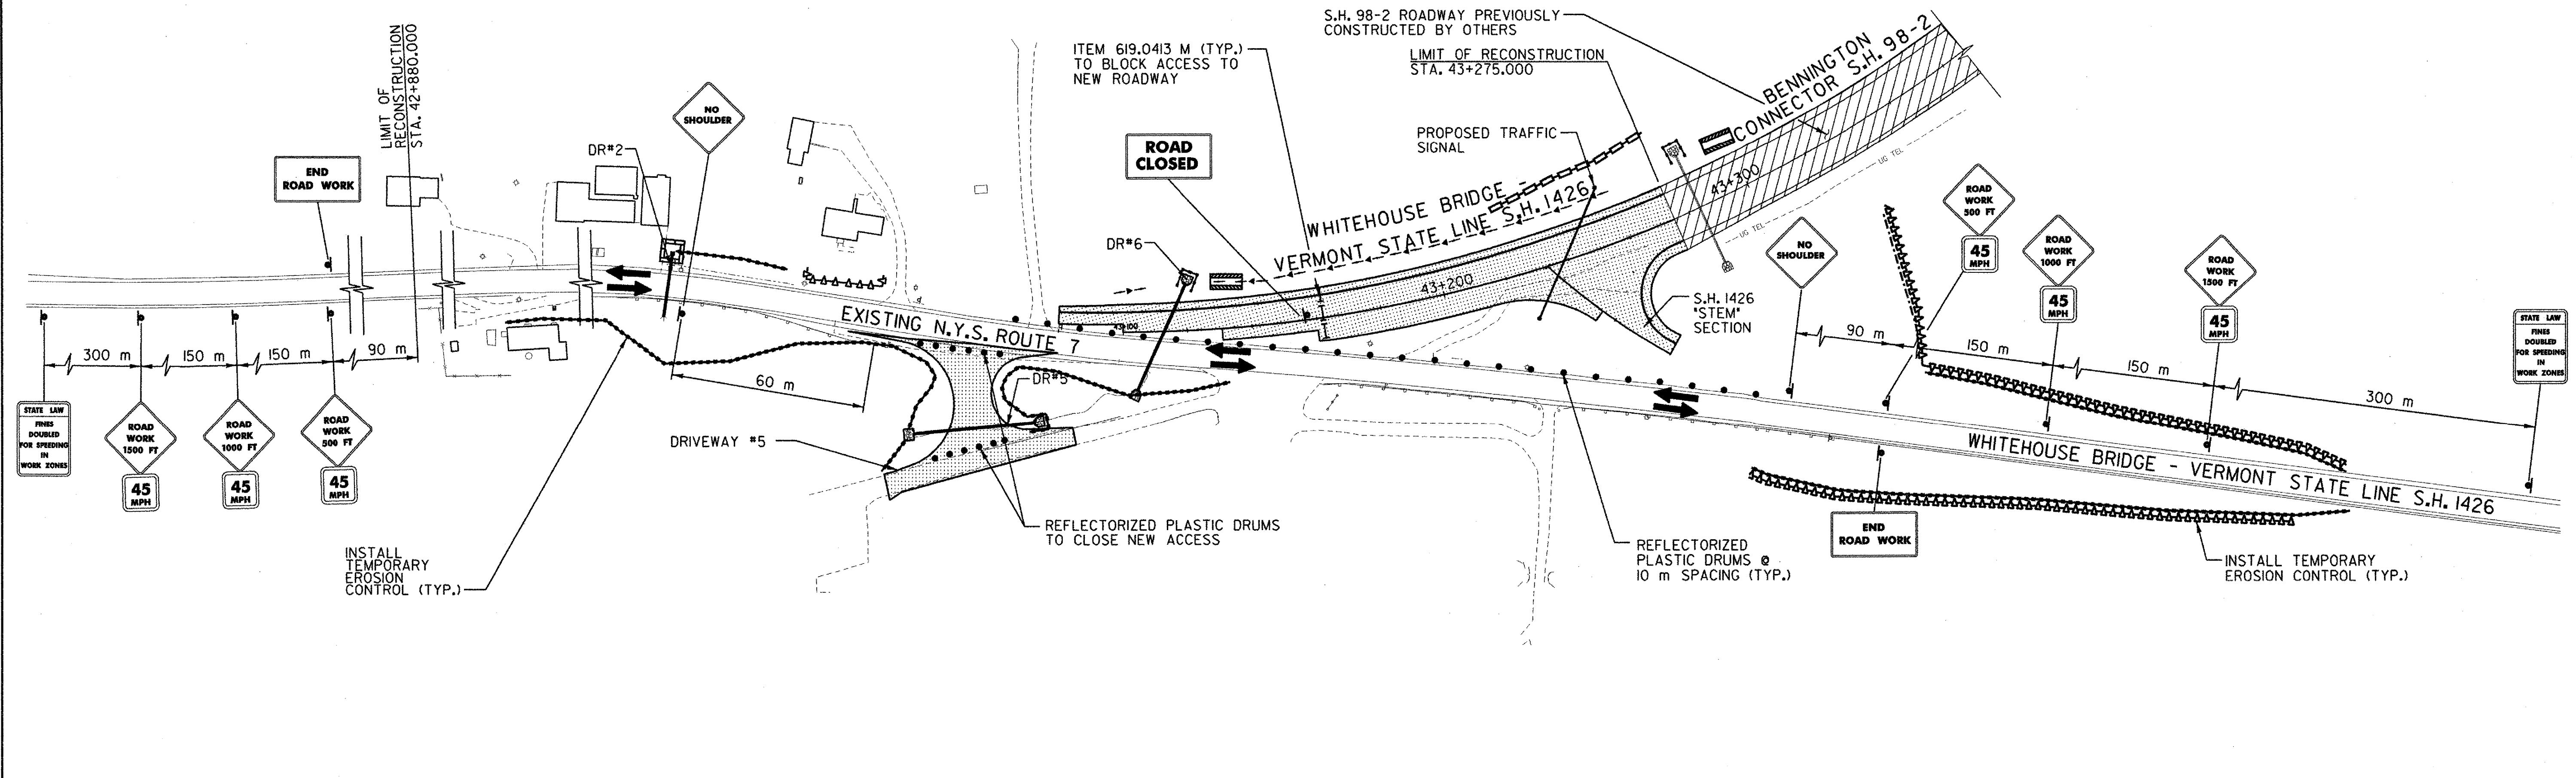 S.H. 98-2 ROADWAY PREVIOUSLY
CONSTRUCTED BY OTHERS
ITEM 619.0413 M (TYP.)
TO BLOCK ACCESS TO
NEW ROADWAY
LIMIT OF RECONSTRUCTION
STA. 43+275.000
BENNINGTON
CONNECTOR S.H. 98-2
LIMIT OF
RECONSTRUCTION
STA. 42+880.000
NO
SHOULDER
END
ROAD WORK
DR#2
ROAD
CLOSED
PROPOSED TRAFFIC
SIGNAL
UG TEL
UG TEL
43+300
WHITEHOUSE BRIDGE -
VERMONT STATE LINE S.H. 1426
DR#6
43+200
43+100
EXISTING N.Y.S. ROUTE 7
S.H. 1426
"STEM"
SECTION
NO
SHOULDER
ROAD
WORK
500 FT
45
MPH
ROAD
WORK
1000 FT
45
MPH
ROAD
WORK
1500 FT
45
MPH
STATE LAW
FINES
DOUBLED
FOR SPEEDING
IN
WORK ZONES
300 m
150 m
150 m
90 m
60 m
90 m
150 m
150 m
300 m
STATE LAW
FINES
DOUBLED
FOR SPEEDING
IN
WORK ZONES
ROAD
WORK
1500 FT
45
MPH
ROAD
WORK
1000 FT
45
MPH
ROAD
WORK
500 FT
45
MPH
DR#5
DRIVEWAY #5
WHITEHOUSE BRIDGE - VERMONT STATE LINE S.H. 1426
REFLECTORIZED PLASTIC DRUMS
TO CLOSE NEW ACCESS
REFLECTORIZED
PLASTIC DRUMS @
10 m SPACING (TYP.)
END
ROAD WORK
INSTALL TEMPORARY
EROSION CONTROL (TYP.)
INSTALL
TEMPORARY
EROSION
CONTROL (TYP.)